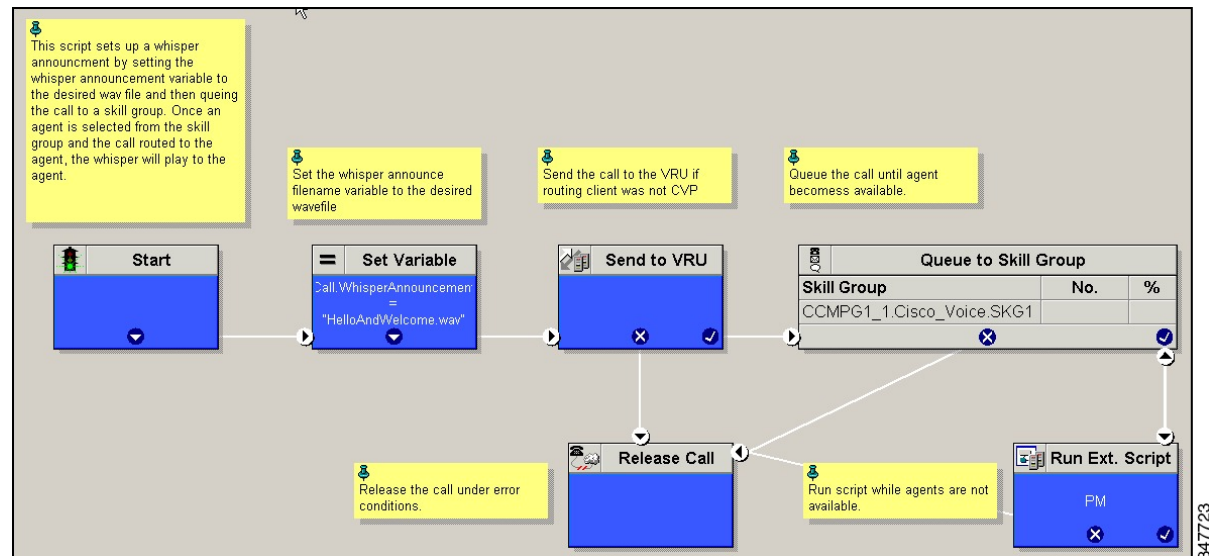 This script sets up a whisper
announcment by setting the
whisper announcement variable to
the desired wav file and then queing
the call to a skill group. Once an
agent is selected from the skill
group and the call routed to the
agent, the whisper will play to the
agent.
Set the whisper announce
filename variable to the desired
wavefile
Send the call to the VRU if
routing client was not CVP
Queue the call until agent
becomess available.
Start
= Set Variable
Call.WhisperAnnouncemen
=
"HelloAndWelcome.wav"
Send to VRU
Queue to Skill Group
Skill Group No. %
CCMPG1_1.Cisco_Voice.SKG1
Release the call under error
conditions.
Release Call
Run script while agents are not
available.
Run Ext. Script
PM
347723